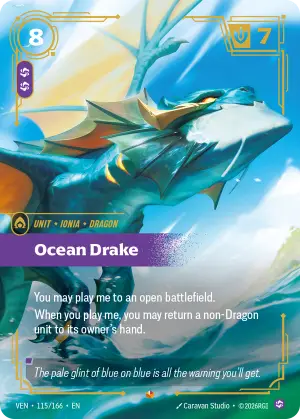 8
7
UNIT • IONIA • DRAGON
Ocean Drake
You may play me to an open battlefield.
When you play me, you may return a non-Dragon
unit to its owner's hand.
The pale glint of blue on blue is all the warning you'll get.
VEN • 115/166 • EN
Caravan Studio • ©2026RGI